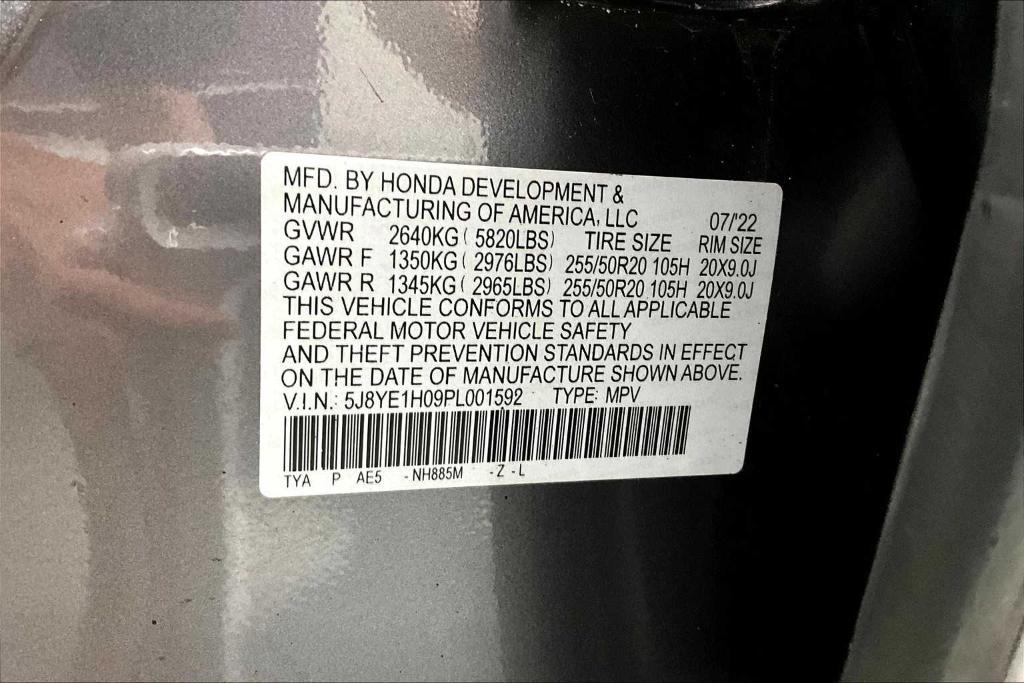 MFD. BY HONDA DEVELOPMENT &
MANUFACTURING OF AMERICA, LLC 07/'22
GVWR 2640KG ( 5820LBS) TIRE SIZE RIM SIZE
GAWR F 1350KG ( 2976LBS) 255/50R20 105H 20X9.0J
GAWR R 1345KG ( 2965LBS) 255/50R20 105H 20X9.0J
THIS VEHICLE CONFORMS TO ALL APPLICABLE
FEDERAL MOTOR VEHICLE SAFETY
AND THEFT PREVENTION STANDARDS IN EFFECT
ON THE DATE OF MANUFACTURE SHOWN ABOVE.
V.I.N.: 5J8YE1H09PL001592 TYPE: MPV
TYA P AE5 -NH885M -Z -L